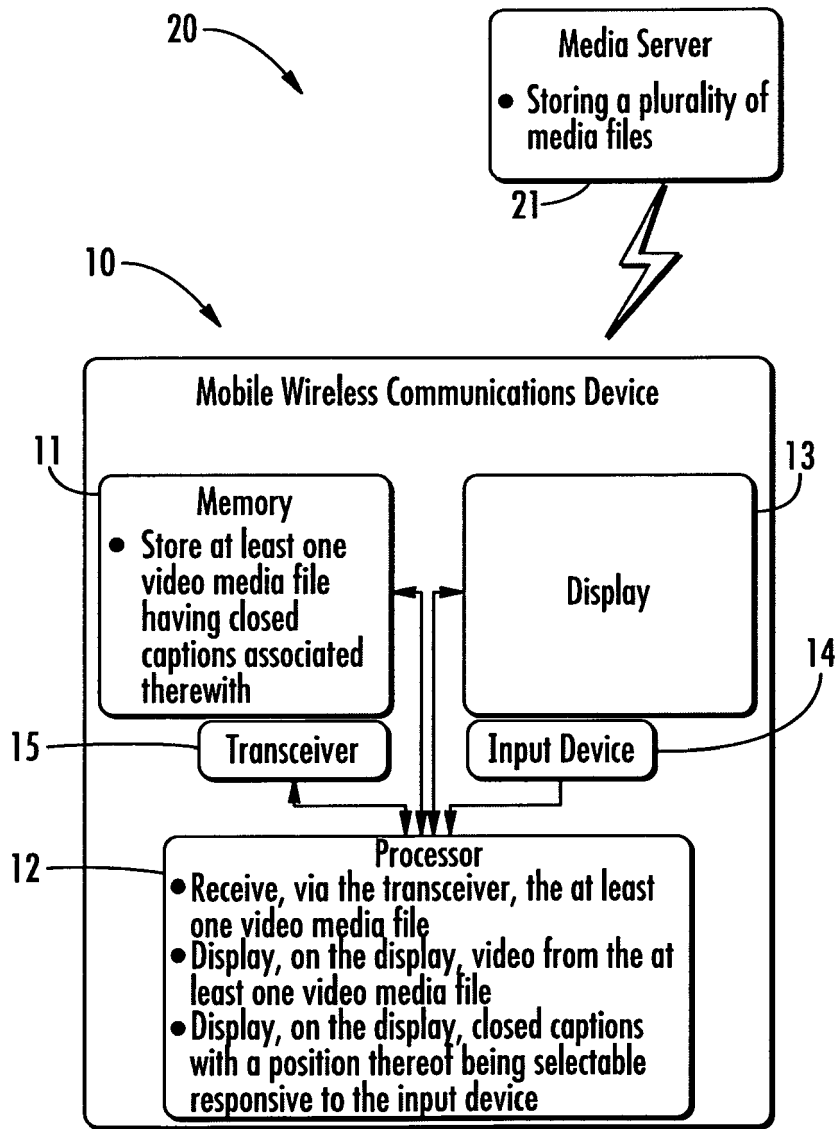 20
Media Server
• Storing a plurality of
media files
21
10
Mobile Wireless Communications Device
11
13
Memory
• Store at least one
video media file
having closed
captions associated
therewith
Display
14
15
Transceiver
Input Device
12
Processor
• Receive, via the transceiver, the at least
one video media file
• Display, on the display, video from the at
least one video media file
• Display, on the display, closed captions
with a position thereof being selectable
responsive to the input device